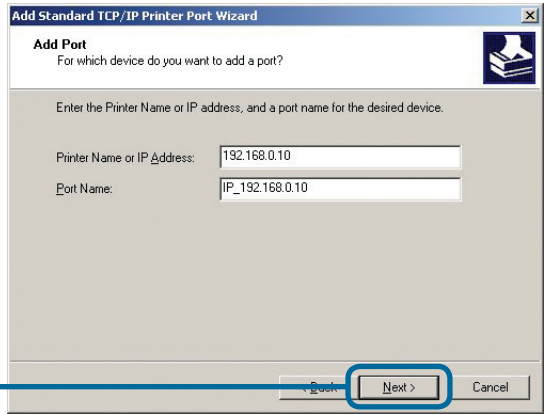 Add Standard TCP/IP Printer Port Wizard
Add Port
For which device do you want to add a port?
Enter the Printer Name or IP address, and a port name for the desired device.
Printer Name or IP Address: 192.168.0.10
Port Name: IP_192.168.0.10
< Back Next > Cancel